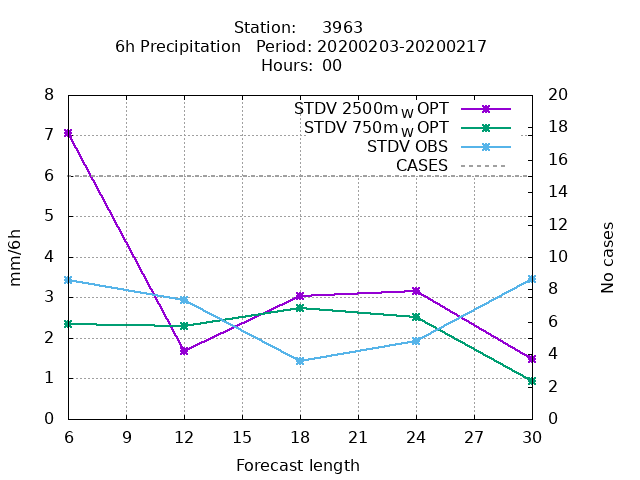 Station: 3963
6h Precipitation Period: 20200203-20200217
Hours: 00
STDV 2500m W OPT
STDV 750m W OPT
STDV OBS
CASES
8
7
6
5
4
3
2
1
0
20
18
16
14
12
10
8
6
4
2
0
mm/6h
No cases
6 9 12 15 18 21 24 27 30
Forecast length